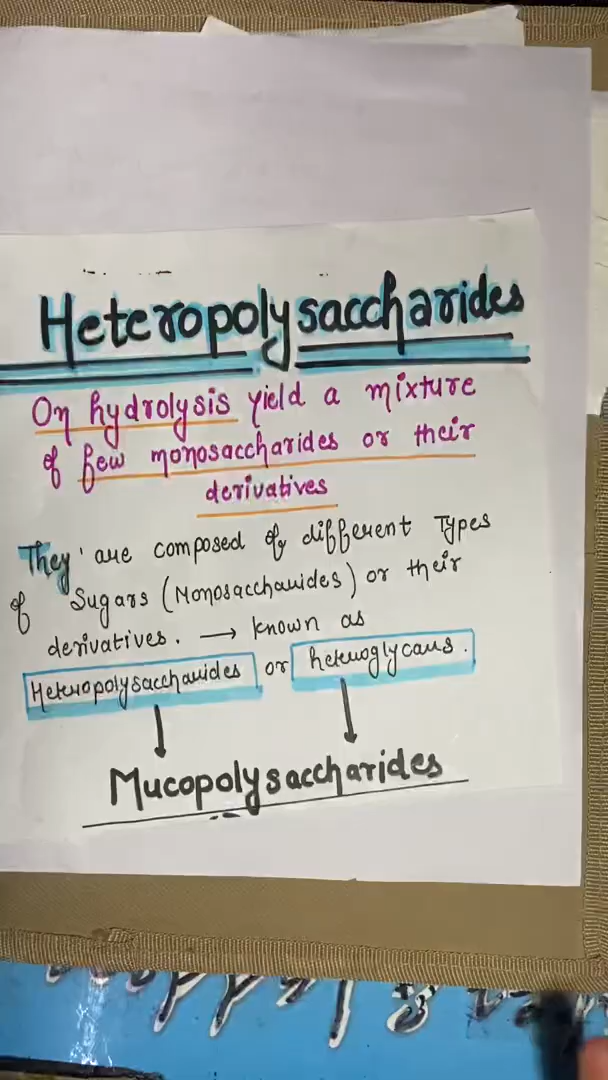 Heteropolysaccharides
On hydrolysis yield a mixture
of few monosaccharides or their
derivatives
They are composed of different Types
of Sugars (Monosacchaides) or their
derivatives. → known as
Heteropolysaccharides or heteroglycans.
Mucopolysaccharides